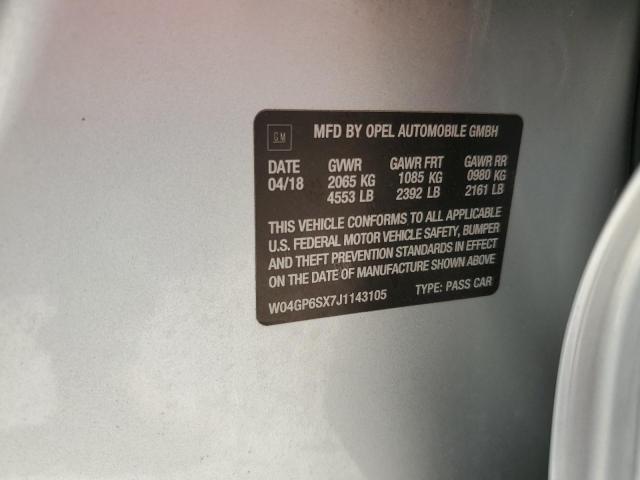 GM MFD BY OPEL AUTOMOBILE GMBH
DATE GVWR GAWR FRT GAWR RR
04/18 2065 KG 1085 KG 0980 KG
4553 LB 2392 LB 2161 LB
THIS VEHICLE CONFORMS TO ALL APPLICABLE
U.S. FEDERAL MOTOR VEHICLE SAFETY, BUMPER
AND THEFT PREVENTION STANDARDS IN EFFECT
ON THE DATE OF MANUFACTURE SHOWN ABOVE
W04GP6SX7J1143105 TYPE: PASS CAR